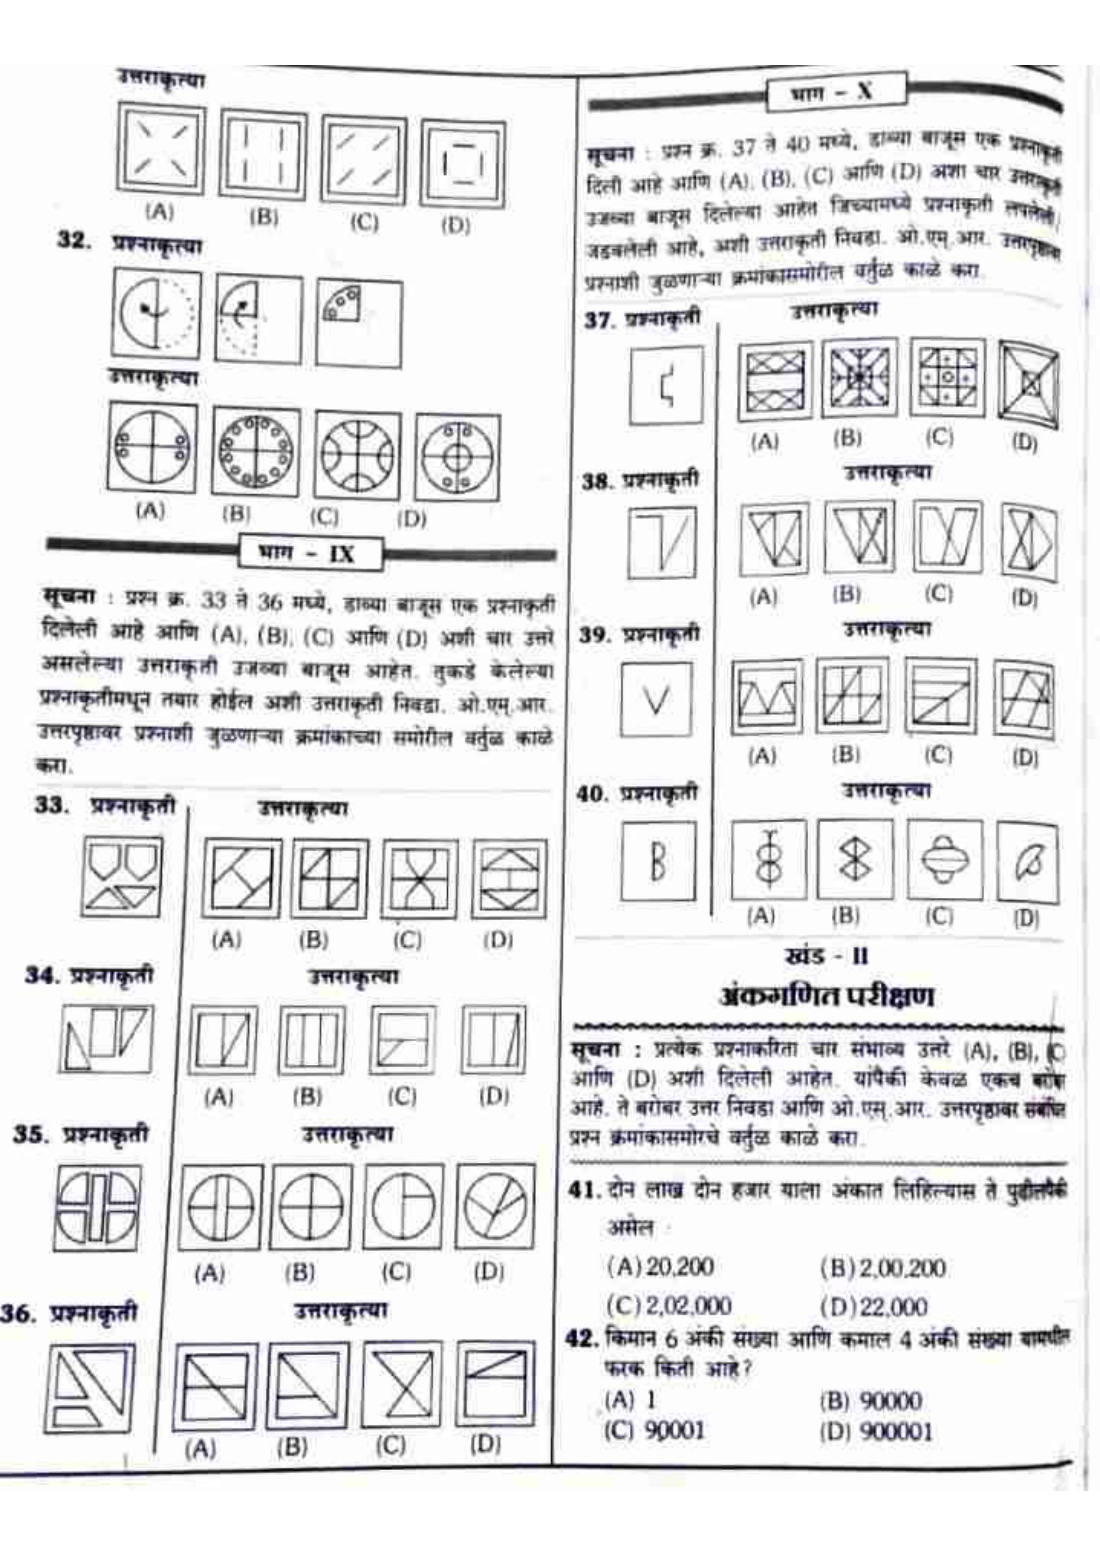 उत्तराकृत्या
(A) (B) (C) (D)
32. प्रश्नाकृत्या
उत्तराकृत्या
(A) (B) (C) (D)
भाग - IX
सूचना : प्रश्न क्र. 33 ते 36 मध्ये, डाव्या बाजूस एक प्रश्नाकृती
दिलेली आहे आणि (A), (B), (C) आणि (D) अशी चार उत्तरे
असलेल्या उत्तराकृती उजव्या बाजूस आहेत. तुकडे केलेल्या
प्रश्नाकृतीमधून तयार होईल अशी उत्तराकृती निवडा. ओ.एम्.आर.
उत्तरपृष्ठावर प्रश्नाशी जुळणाऱ्या क्रमांकाच्या समोरील वर्तुळ काळे
करा.
33. प्रश्नाकृती उत्तराकृत्या
(A) (B) (C) (D)
34. प्रश्नाकृती उत्तराकृत्या
(A) (B) (C) (D)
35. प्रश्नाकृती उत्तराकृत्या
(A) (B) (C) (D)
36. प्रश्नाकृती उत्तराकृत्या
(A) (B) (C) (D)
भाग - X
सूचना : प्रश्न क्र. 37 ते 40 मध्ये, डाव्या बाजूस एक प्रश्नाकृती
दिली आहे आणि (A), (B), (C) आणि (D) अशा चार उत्तराकृती
उजव्या बाजूस दिलेल्या आहेत जिच्यामध्ये प्रश्नाकृती लपलेली/
जडवलेली आहे, अशी उत्तराकृती निवडा. ओ.एम्.आर. उत्तरपृष्ठावर
प्रश्नाशी जुळणाऱ्या क्रमांकासमोरील वर्तुळ काळे करा.
37. प्रश्नाकृती उत्तराकृत्या
(A) (B) (C) (D)
38. प्रश्नाकृती उत्तराकृत्या
(A) (B) (C) (D)
39. प्रश्नाकृती उत्तराकृत्या
(A) (B) (C) (D)
40. प्रश्नाकृती उत्तराकृत्या
(A) (B) (C) (D)
खंड - II
अंकगणित परीक्षण
सूचना : प्रत्येक प्रश्नाकरिता चार संभाव्य उत्तरे (A), (B), (C)
आणि (D) अशी दिलेली आहेत. यांपैकी केवळ एकच बरोबर
आहे. ते बरोबर उत्तर निवडा आणि ओ.एस्.आर. उत्तरपृष्ठावर संबंधित
प्रश्न क्रमांकासमोरचे वर्तुळ काळे करा.
41. दोन लाख दोन हजार याला अंकात लिहिल्यास ते पुढीलपैकी
असेल
(A) 20,200 (B) 2,00,200
(C) 2,02,000 (D) 22,000
42. किमान 6 अंकी संख्या आणि कमाल 4 अंकी संख्या यामधील
फरक किती आहे?
(A) 1 (B) 90000
(C) 90001 (D) 900001